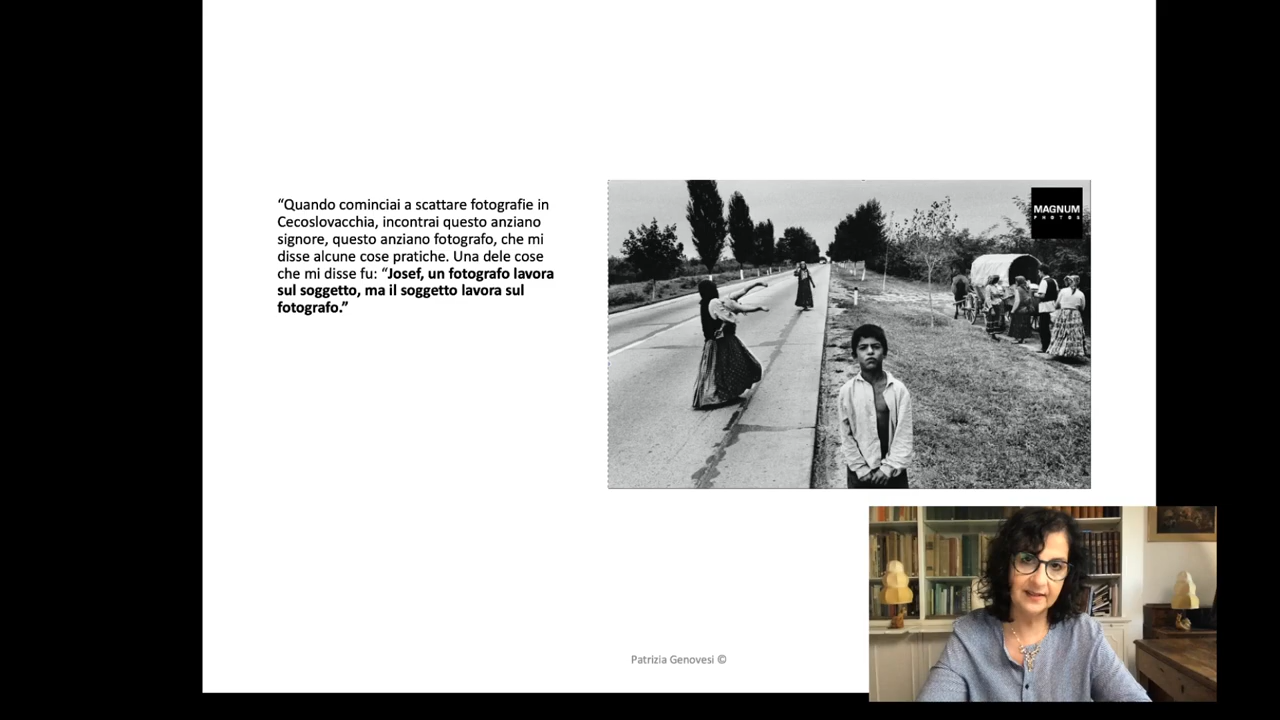 “Quando cominciai a scattare fotografie in
Cecoslovacchia, incontrai questo anziano
signore, questo anziano fotografo, che mi
disse alcune cose pratiche. Una dele cose
che mi disse fu: “Josef, un fotografo lavora
sul soggetto, ma il soggetto lavora sul
fotografo.”
MAGNUM
PHOTOS
Patrizia Genovesi ©